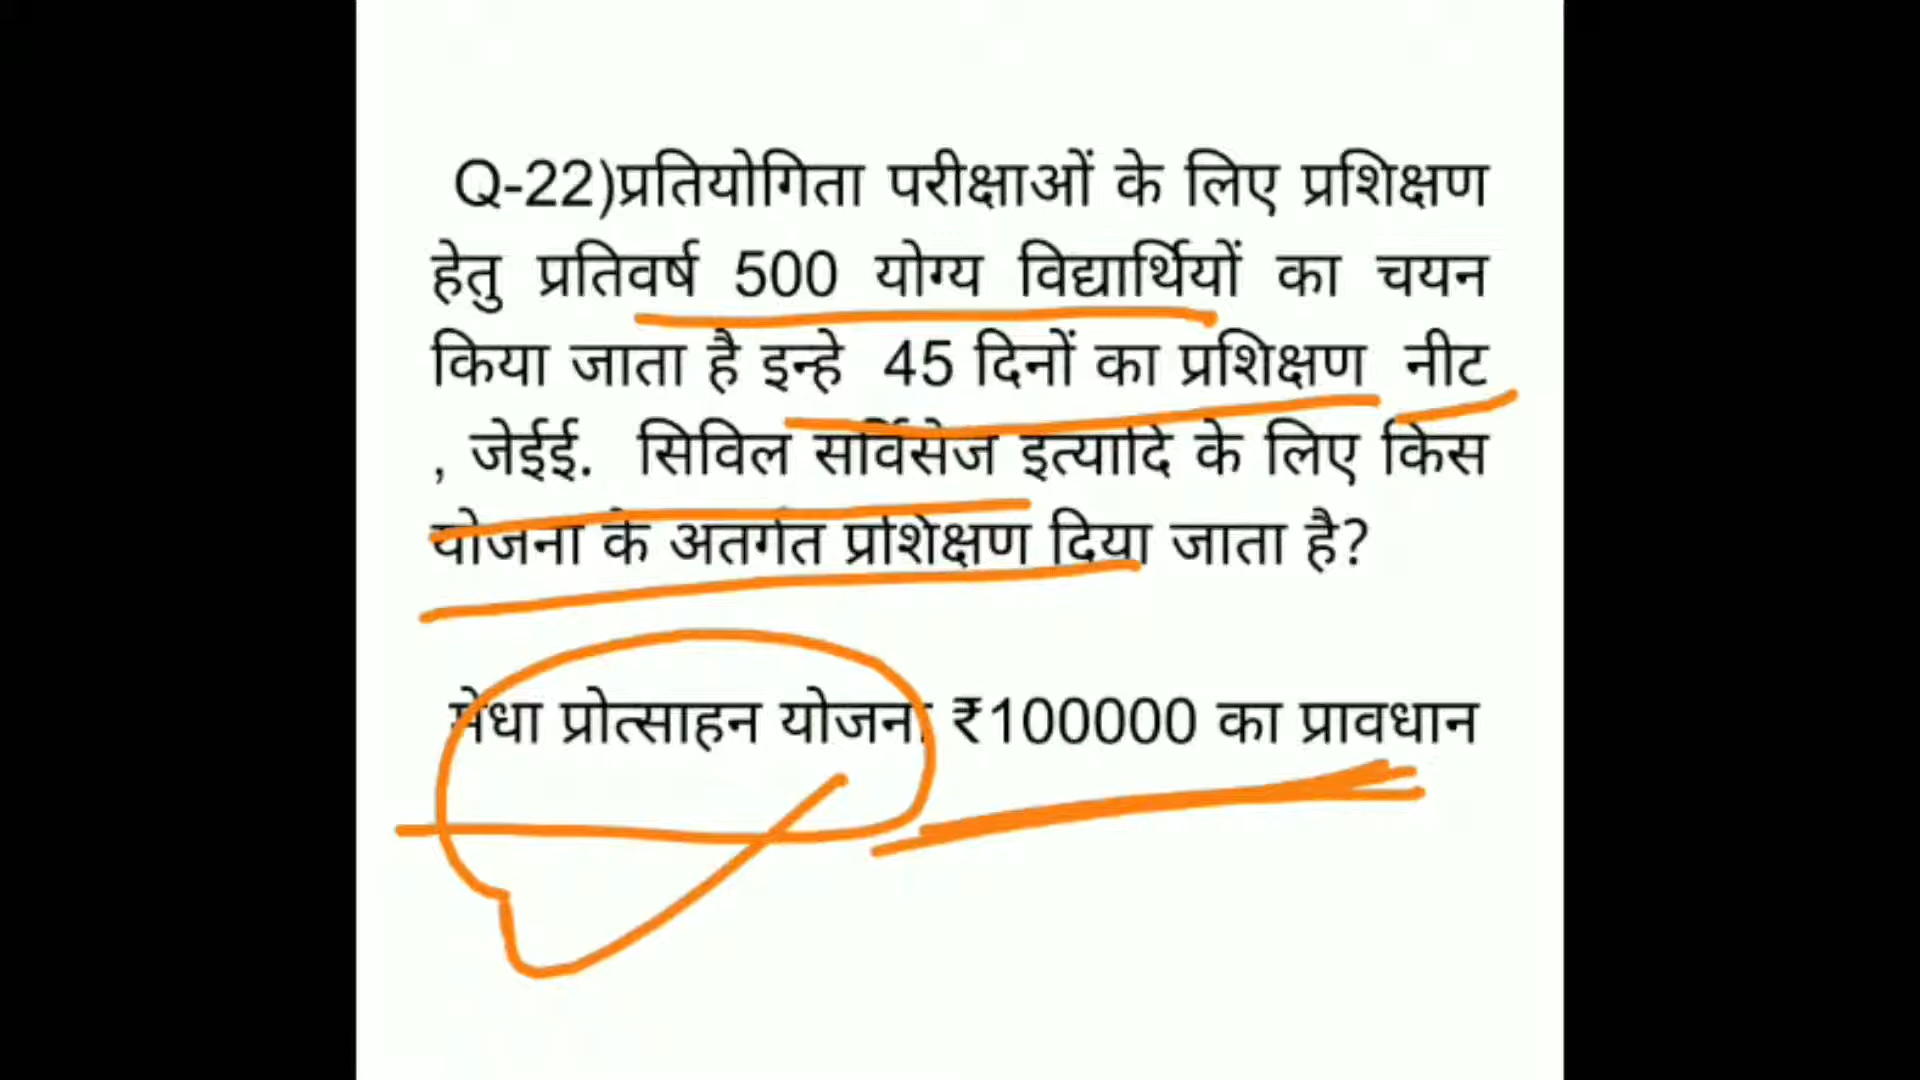 Q-22)प्रतियोगिता परीक्षाओं के लिए प्रशिक्षण
हेतु प्रतिवर्ष 500 योग्य विद्यार्थियों का चयन
किया जाता है इन्हे 45 दिनों का प्रशिक्षण नीट
, जेईई. सिविल सर्विसेज इत्यादि के लिए किस
योजना के अंतर्गत प्रशिक्षण दिया जाता है?
मेधा प्रोत्साहन योजना ₹100000 का प्रावधान